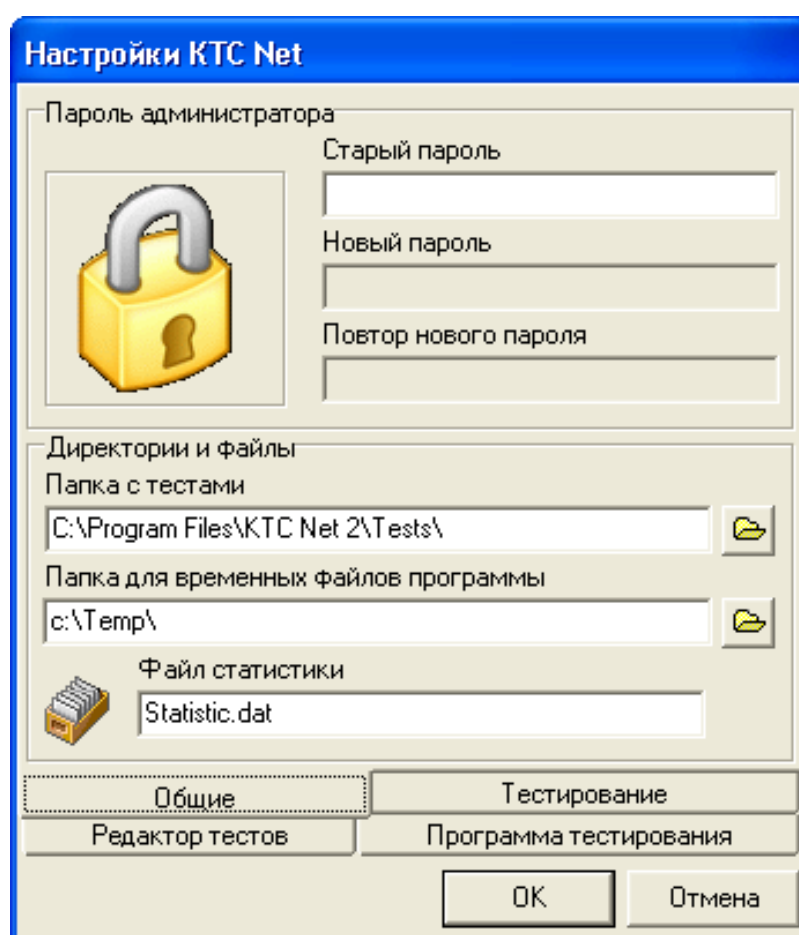 Настройки КТС Net
Пароль администратора
Старый пароль
Новый пароль
Повтор нового пароля
Директории и файлы
Папка с тестами
C:\Program Files\KTC Net 2\Tests\
Папка для временных файлов программы
c:\Temp\
Файл статистики
Statistic.dat
Общие
Тестирование
Редактор тестов
Программа тестирования
OK
Отмена